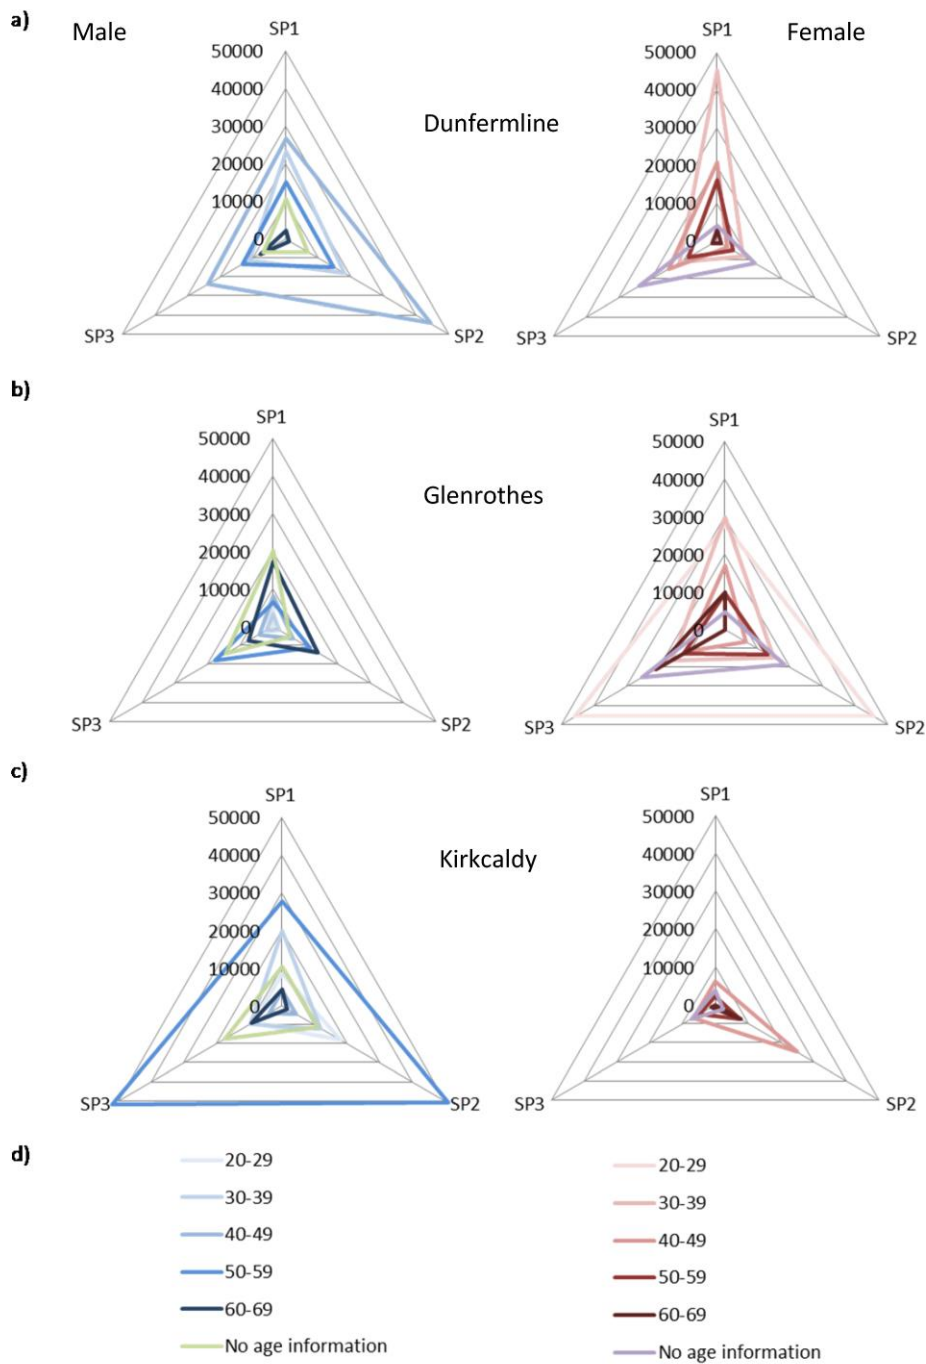 a)
Male
Female
Dunfermline
SP1
50000
40000
30000
20000
10000
0
SP3
SP2
SP1
50000
40000
30000
20000
10000
0
SP3
SP2
b)
Glenrothes
SP1
50000
40000
30000
20000
10000
0
SP3
SP2
SP1
50000
40000
30000
20000
10000
0
SP3
SP2
c)
Kirkcaldy
SP1
50000
40000
30000
20000
10000
0
SP3
SP2
SP1
50000
40000
30000
20000
10000
0
SP3
SP2
d)
20-29
30-39
40-49
50-59
60-69
No age information
20-29
30-39
40-49
50-59
60-69
No age information